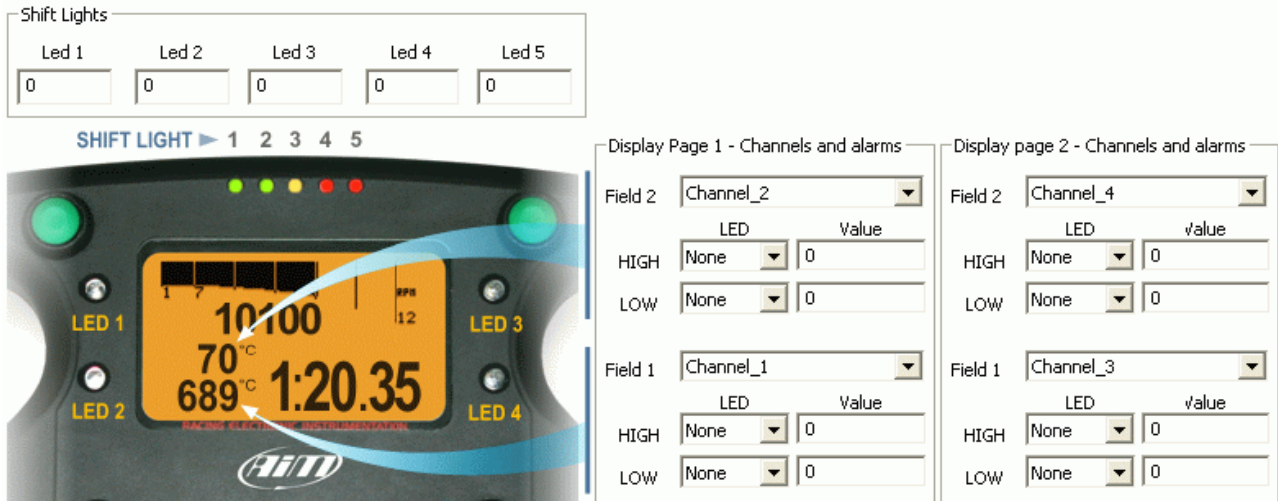 Shift Lights
Led 1 Led 2 Led 3 Led 4 Led 5
0 0 0 0 0
SHIFT LIGHT ► 1 2 3 4 5
Display Page 1 - Channels and alarms
Field 2 Channel_2
LED Value
HIGH None 0
LOW None 0
Field 1 Channel_1
LED Value
HIGH None 0
LOW None 0
Display page 2 - Channels and alarms
Field 2 Channel_4
LED Value
HIGH None 0
LOW None 0
Field 1 Channel_3
LED Value
HIGH None 0
LOW None 0
1 7
RPM
12
10100
70 °C
689 °C
1:20.35
LED 1
LED 2
LED 3
LED 4
RACING ELECTRONIC INSTRUMENTATION
AiM